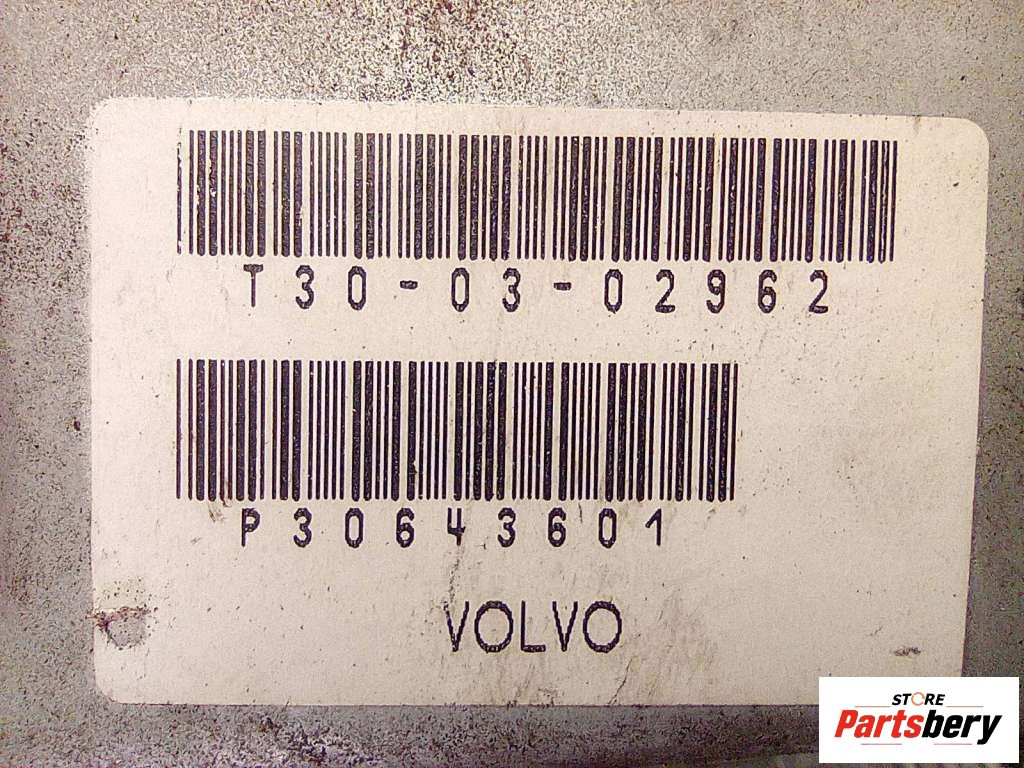 T30-03-02962
P30643601
VOLVO
STORE
Partsbery